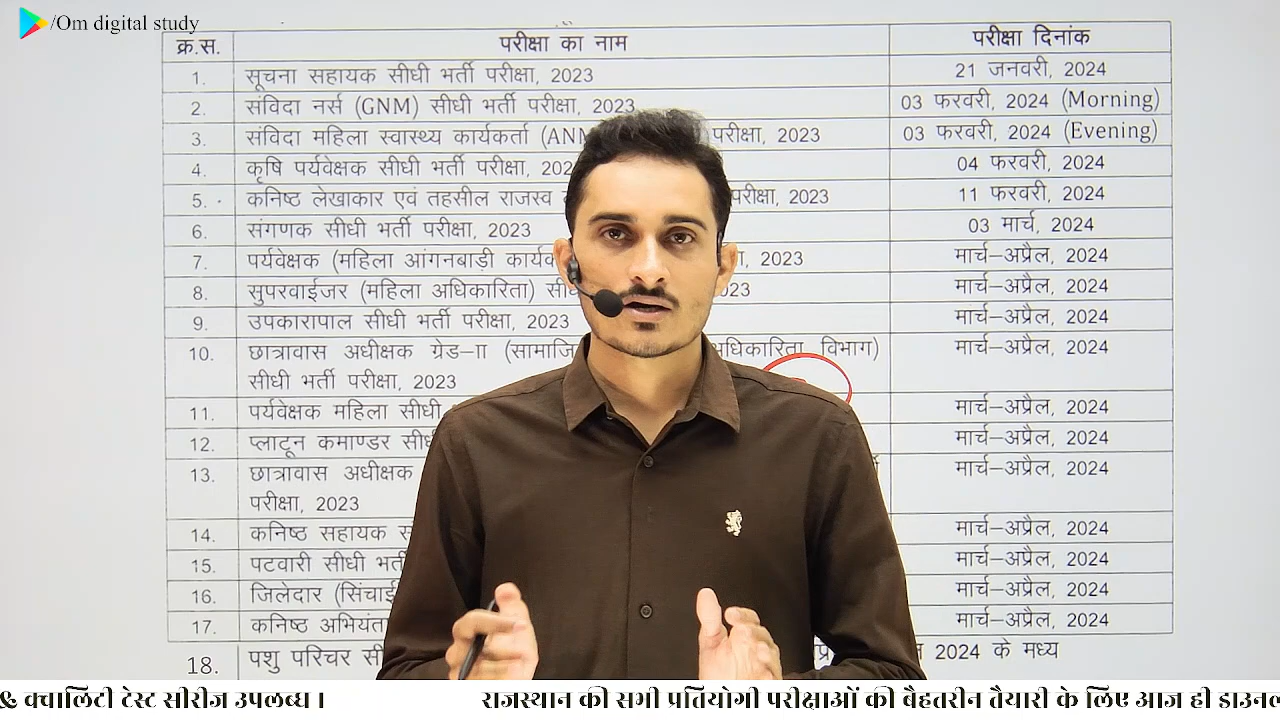 /Om digital study
क्र.स. परीक्षा का नाम परीक्षा दिनांक
1. सूचना सहायक सीधी भर्ती परीक्षा, 2023 21 जनवरी, 2024
2. संविदा नर्स (GNM) सीधी भर्ती परीक्षा, 2023 03 फरवरी, 2024 (Morning)
3. संविदा महिला स्वास्थ्य कार्यकर्ता परीक्षा, 2023 03 फरवरी, 2024 (Evening)
4. कृषि पर्यवेक्षक सीधी भर्ती परीक्षा, 04 फरवरी, 2024
5. कनिष्ठ लेखाकार एवं तहसील राजस्व परीक्षा, 2023 11 फरवरी, 2024
6. संगणक सीधी भर्ती परीक्षा, 2023 03 मार्च, 2024
7. पर्यवेक्षक (महिला आंगनबाड़ी 2023 मार्च–अप्रैल, 2024
8. सुपरवाईजर (महिला अधिकारिता) मार्च–अप्रैल, 2024
9. उपकारापाल सीधी भर्ती परीक्षा, 2023 मार्च–अप्रैल, 2024
10. छात्रावास अधीक्षक ग्रेड–II विभाग) मार्च–अप्रैल, 2024
सीधी भर्ती परीक्षा, 2023
11. पर्यवेक्षक महिला सीधी मार्च–अप्रैल, 2024
12. प्लाटून कमाण्डर मार्च–अप्रैल, 2024
13. छात्रावास अधीक्षक मार्च–अप्रैल, 2024
परीक्षा, 2023
14. कनिष्ठ सहायक मार्च–अप्रैल, 2024
15. पटवारी सीधी मार्च–अप्रैल, 2024
16. जिलेदार मार्च–अप्रैल, 2024
17. कनिष्ठ मार्च–अप्रैल, 2024
18. पशु परिचर 2024 के मध्य
& क्वालिटी टेस्ट सीरीज उपलब्ध । राजस्थान की सभी प्रतियोगी परीक्षाओं की बैहतरीन तैयारी के लिए आज ही